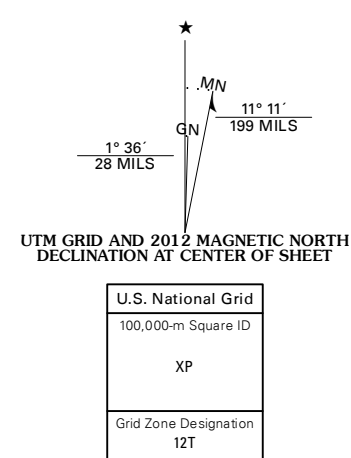 ★
MN
11° 11´
199 MILS
GN
1° 36´
28 MILS
UTM GRID AND 2012 MAGNETIC NORTH
DECLINATION AT CENTER OF SHEET
U.S. National Grid
100,000-m Square ID
XP
Grid Zone Designation
12T